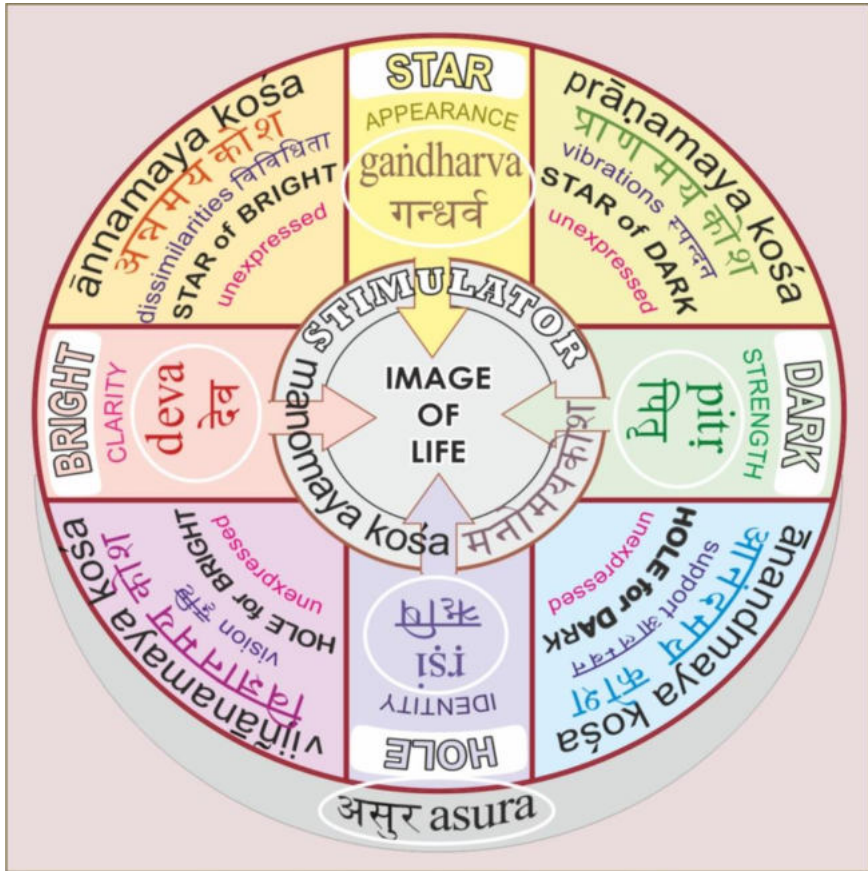 STAR
APPEARANCE
gaṅdharva
गन्धर्व
ānnamaya kośa
अन्नमय कोश
dissimilarities विविधिता
STAR of BRIGHT
unexpressed
prāṇamaya kośa
प्राणमय कोश
vibrations स्पन्दन
STAR of DARK
unexpressed
BRIGHT
CLARITY
deva
देव
STIMULATOR
IMAGE
OF
LIFE
manomaya kośa
मनोमयकोश
DARK
STRENGTH
pitṛ
पितृ
vijñānamaya kośa
विज्ञानमय कोश
vision दृष्टि
HOLE for BRIGHT
unexpressed
ānandmaya kośa
आनंदमय कोश
support आलम्बन
HOLE for DARK
unexpressed
ऋषि
ṛṣi
IDENTITY
HOLE
असुर asura